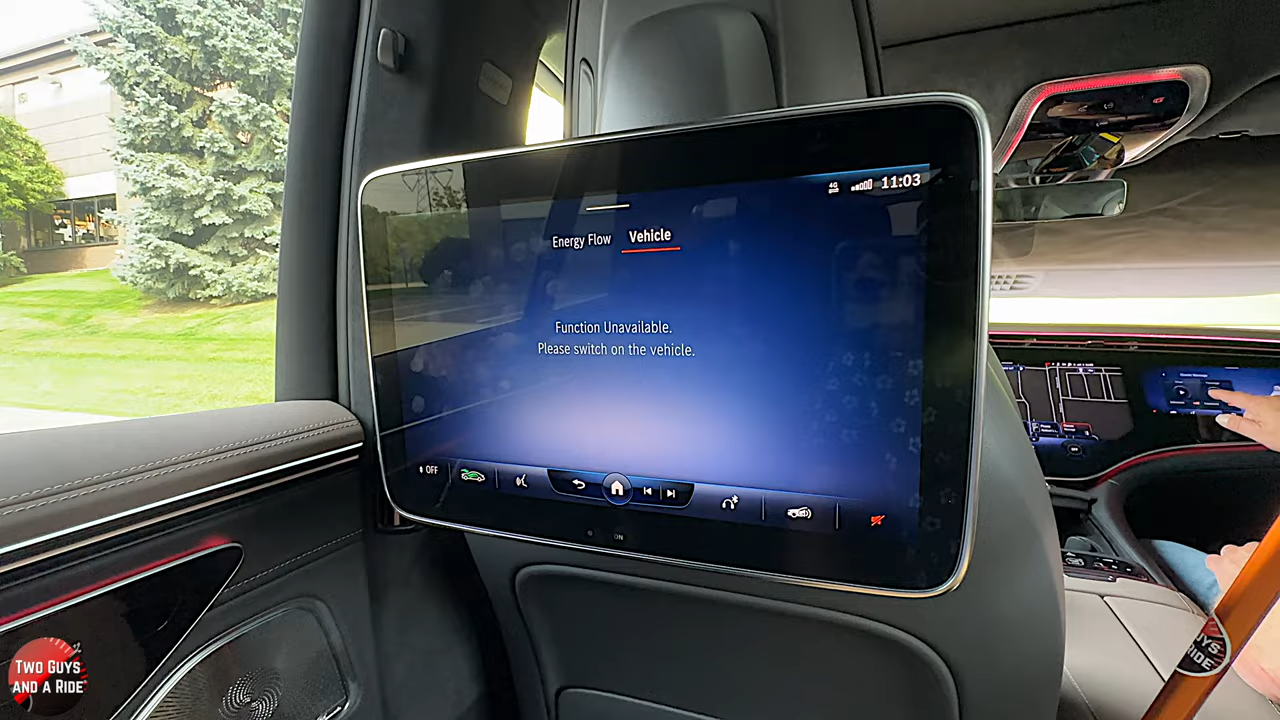 4G 11:03
Energy Flow Vehicle
Function Unavailable.
Please switch on the vehicle.
OFF
ON
TWO GUYS
AND A RIDE